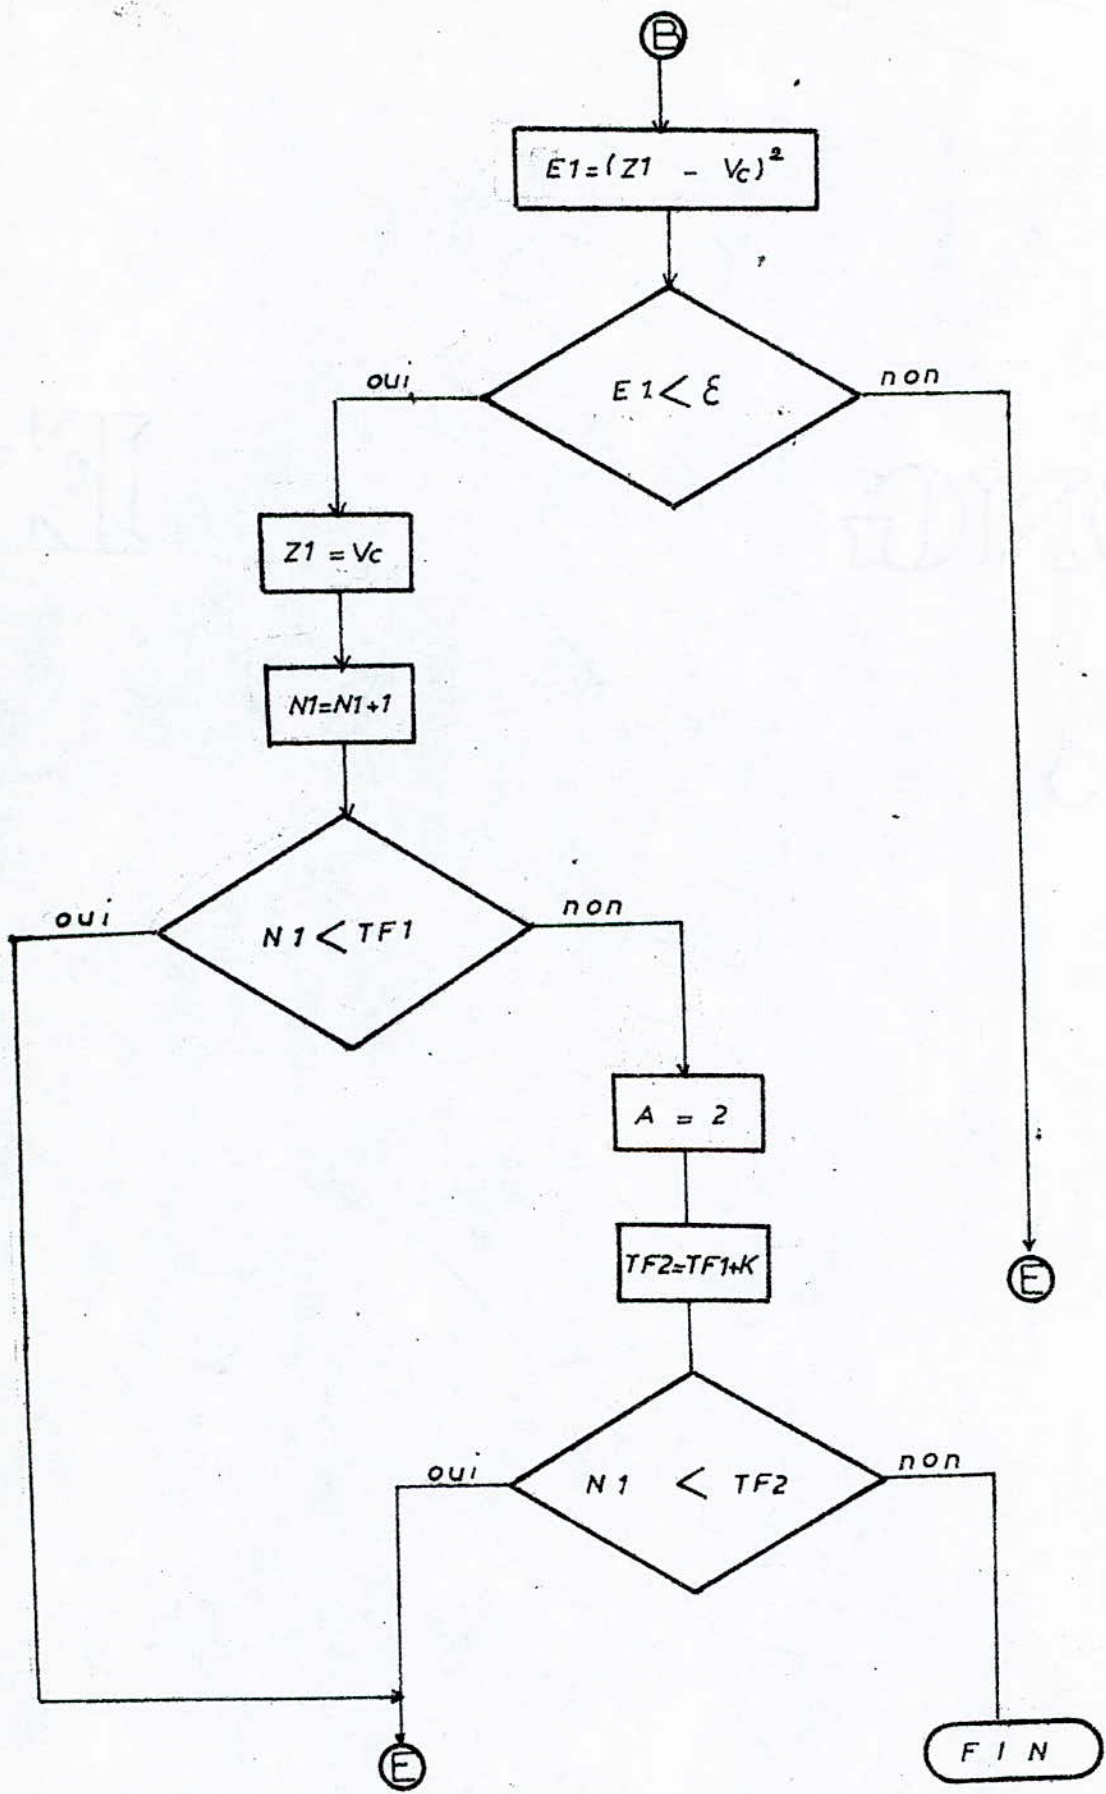 B
E1=(Z1 - Vc)²
E1<Ɛ
oui
non
Z1 = Vc
N1=N1+1
N1<TF1
oui
non
A = 2
TF2=TF1+K
E
N1 < TF2
oui
non
E
FIN